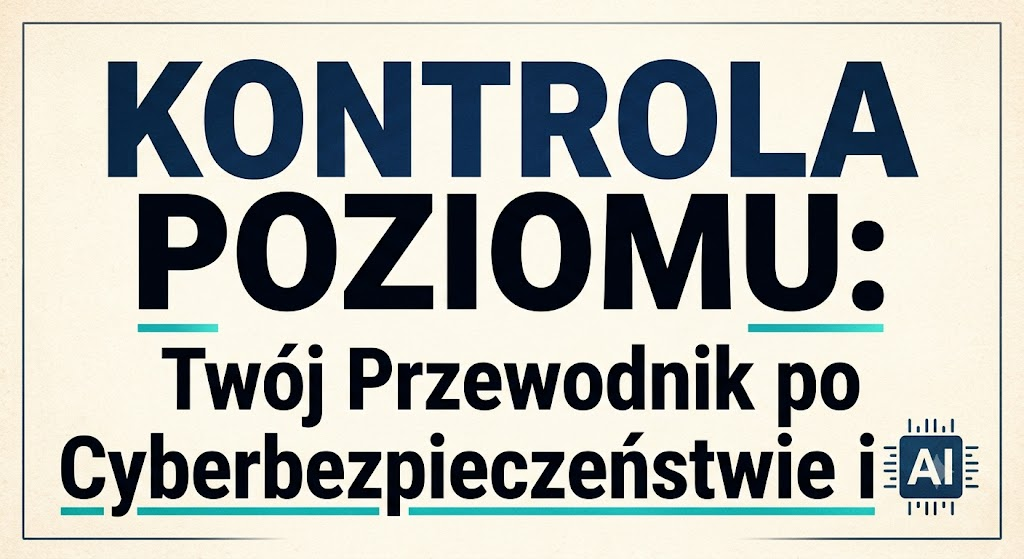 KONTROLA
POZIOMU:
Twój Przewodnik po
Cyberbezpieczeństwie i AI